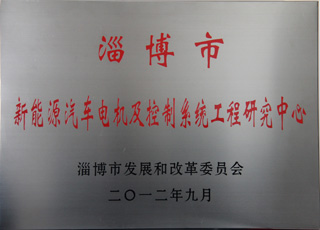 淄博市
新能源汽车电机及控制系统工程研究中心
淄博市发展和改革委员会
二〇一二年九月